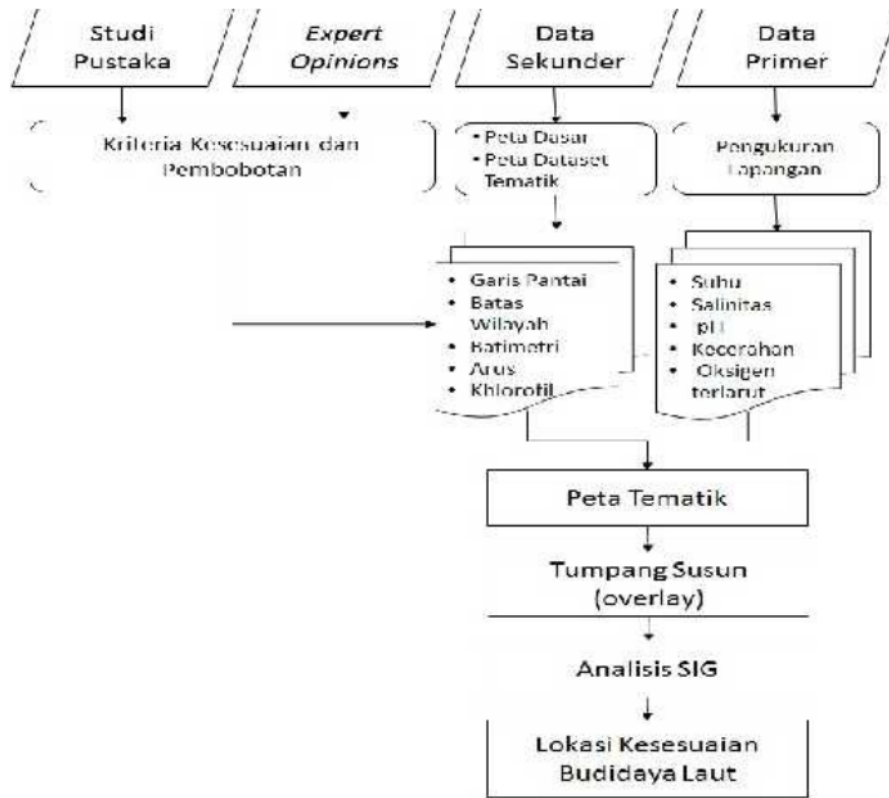 Studi
Pustaka
Expert
Opinions
Data
Sekunder
Data
Primer
Kriteria Kesesuaian dan
Pembobotan
• Peta Dasar
• Peta Dataset
Tematik
Pengukuran
Lapangan
• Garis Pantai
• Batas
Wilayah
• Batimetri
• Arus
• Khlorofil
• Suhu
• Salinitas
• pH
• Kecerahan
• Oksigen
terlarut
Peta Tematik
Tumpang Susun
(overlay)
Analisis SIG
Lokasi Kesesuaian
Budidaya Laut